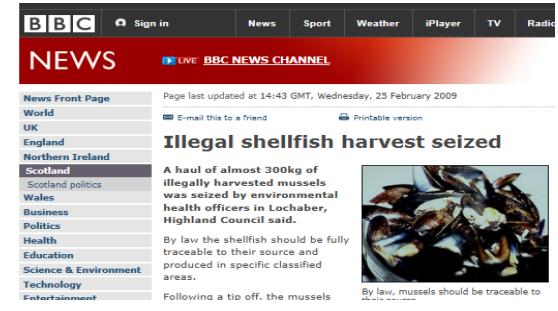 BBC Sign in News Sport Weather iPlayer TV Radio
NEWS LIVE BBC NEWS CHANNEL
News Front Page
World
UK
England
Northern Ireland
Scotland
Scotland politics
Wales
Business
Politics
Health
Education
Science & Environment
Technology
Entertainment
Page last updated at 14:43 GMT, Wednesday, 25 February 2009
E-mail this to a friend Printable version
Illegal shellfish harvest seized
A haul of almost 300kg of
illegally harvested mussels
was seized by environmental
health officers in Lochaber,
Highland Council said.
By law the shellfish should be fully
traceable to their source and
produced in specific classified
areas.
Following a tip off, the mussels
By law, mussels should be traceable to
their source